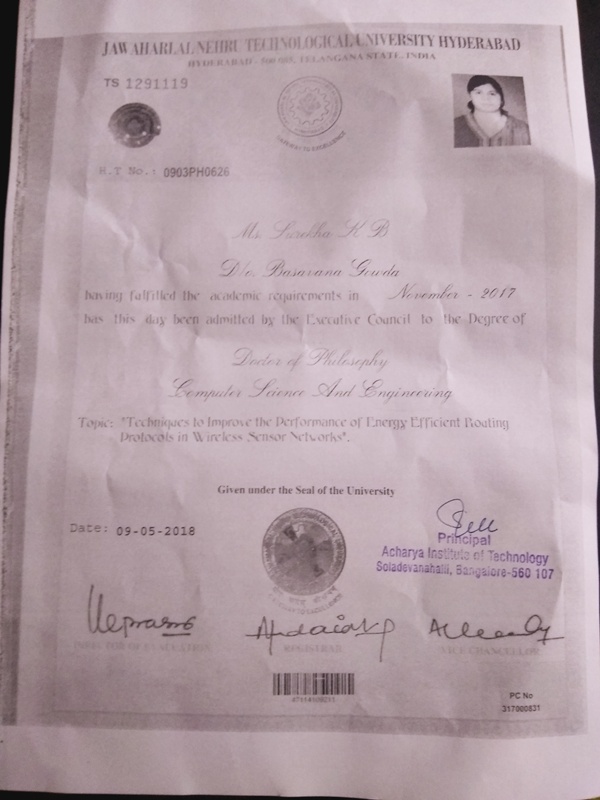 JAWAHARLAL NEHRU TECHNOLOGICAL UNIVERSITY HYDERABAD
HYDERABAD - 500 085, TELANGANA STATE, INDIA
TS 1291119
GATEWAY TO EXCELLENCE
H.T No.: 0903PH0626
Ms. Surekha K B
D/o. Basavana Gowda
having fulfilled the academic requirements in November - 2017
has this day been admitted by the Executive Council to the Degree of
Doctor of Philosophy
Computer Science And Engineering
Topic: "Techniques to Improve the Performance of Energy Efficient Routing
Protocols in Wireless Sensor Networks".
Given under the Seal of the University
Date: 09-05-2018
Principal
Acharya Institute of Technology
Soladevanahalli, Bangalore-560 107
DIRECTOR OF EVALUATION
REGISTRAR
VICE CHANCELLOR
PC No
317000831